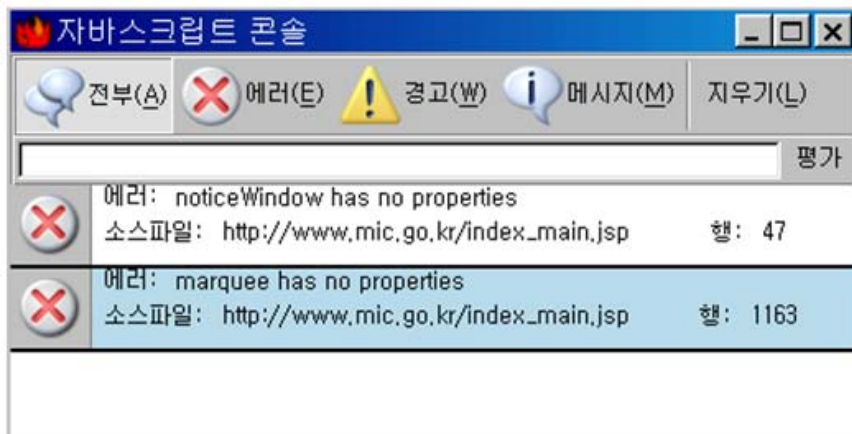 자바스크립트 콘솔
전부(A) 에러(E) 경고(W) 메시지(M) 지우기(L)
평가
에러: noticeWindow has no properties
소스파일: http://www.mic.go.kr/index_main.jsp 행: 47
에러: marquee has no properties
소스파일: http://www.mic.go.kr/index_main.jsp 행: 1163